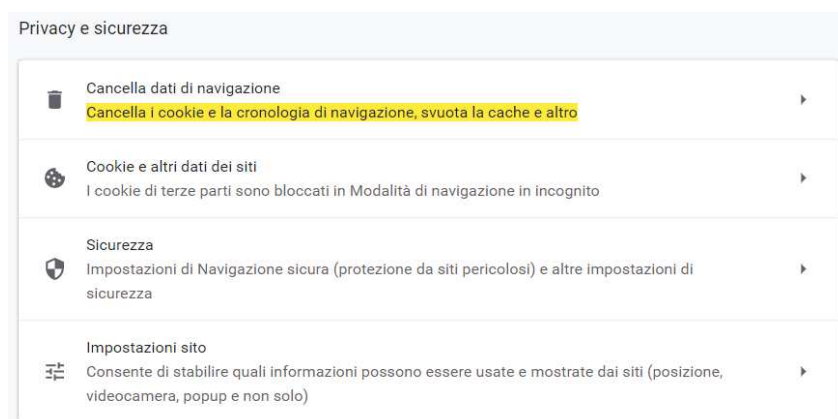 Privacy e sicurezza
Cancella dati di navigazione
Cancella i cookie e la cronologia di navigazione, svuota la cache e altro
Cookie e altri dati dei siti
I cookie di terze parti sono bloccati in Modalità di navigazione in incognito
Sicurezza
Impostazioni di Navigazione sicura (protezione da siti pericolosi) e altre impostazioni di
sicurezza
Impostazioni sito
Consente di stabilire quali informazioni possono essere usate e mostrate dai siti (posizione,
videocamera, popup e non solo)